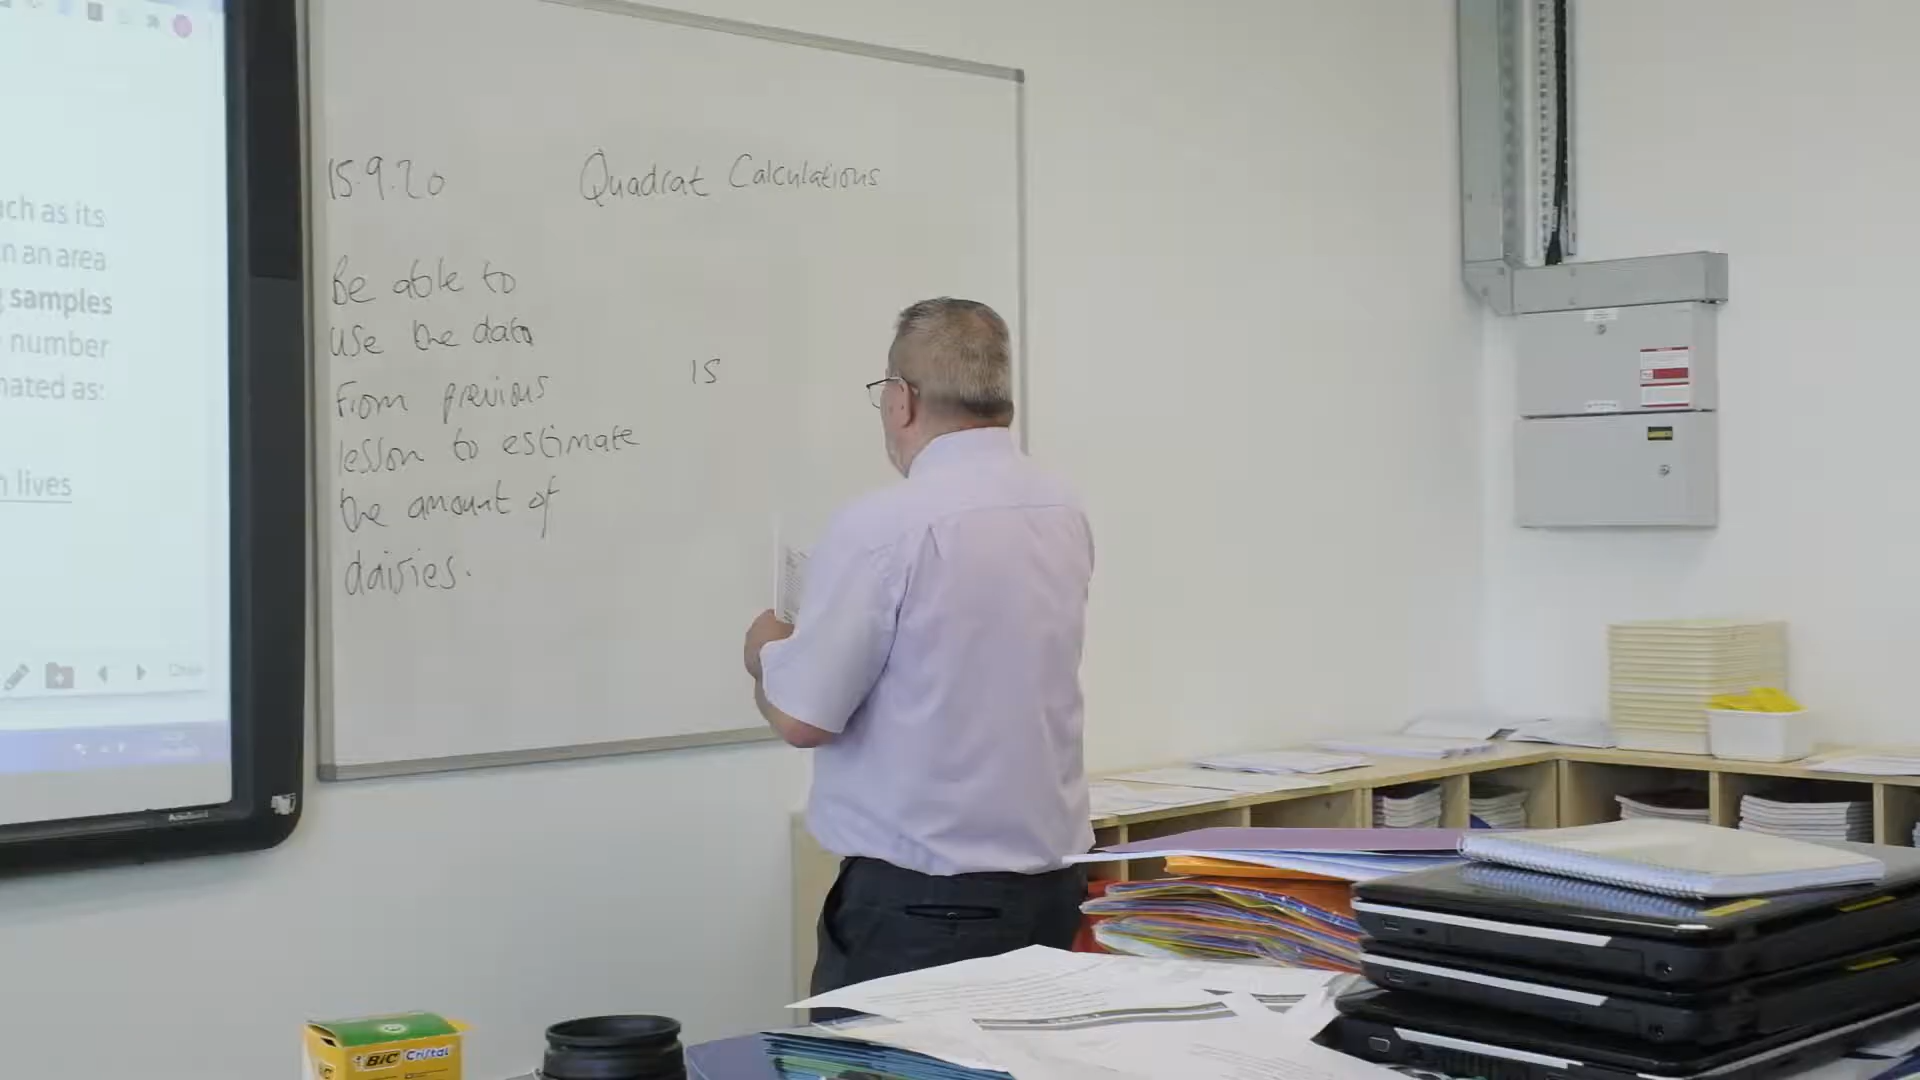 ch as its
n an area
samples
number
nated as:
lives
15.9.20
Quadrat Calculations
Be able to
use the data
from previous
lesson to estimate
the amount of
daisies.
15
BiC Cristal